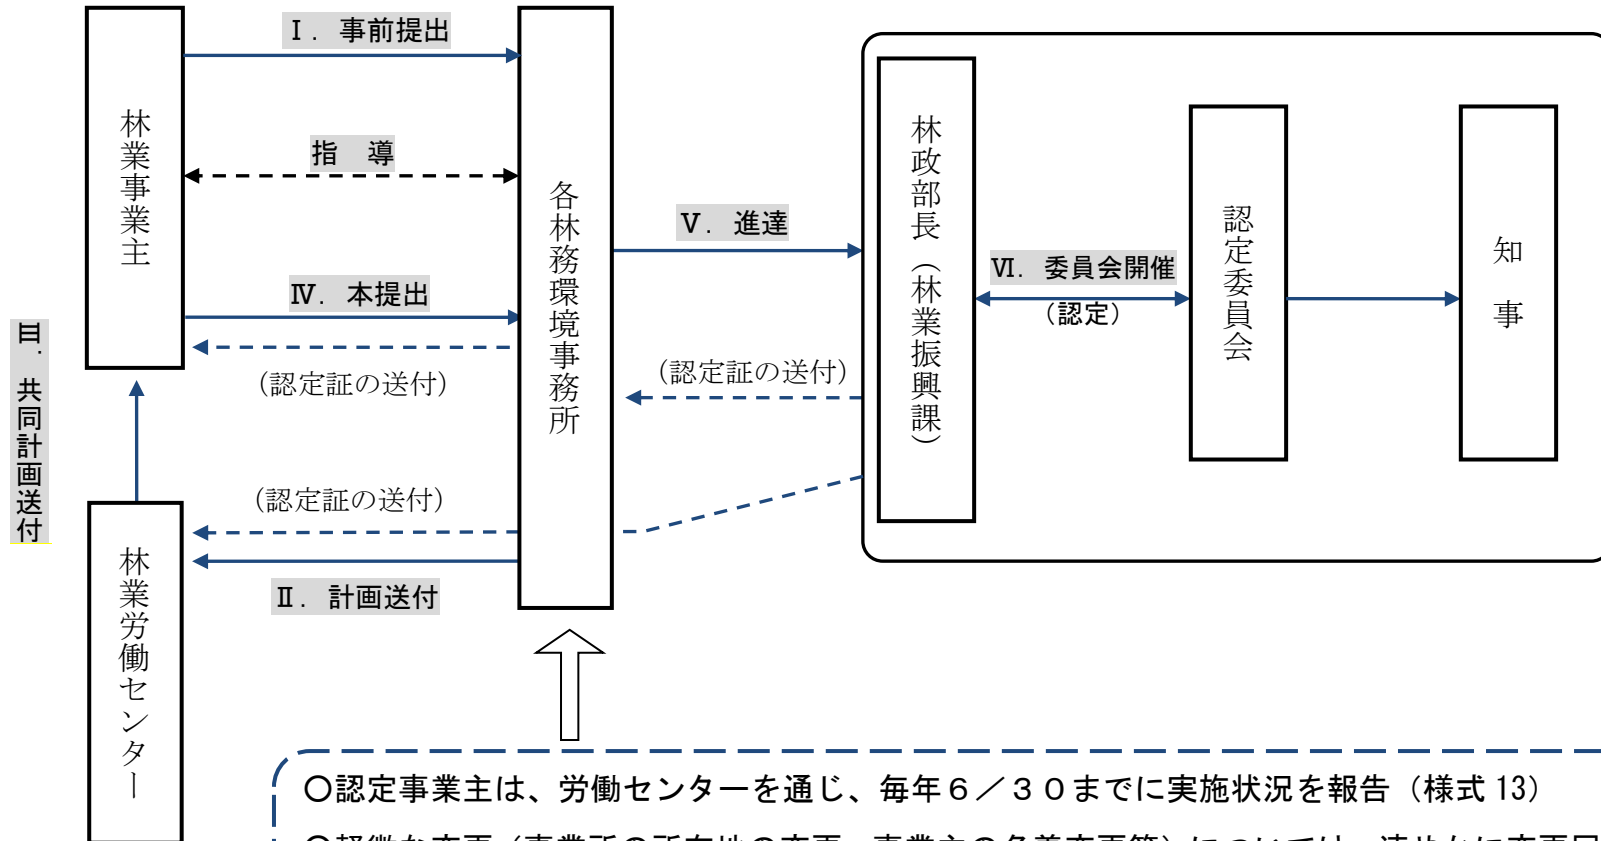 Ⅰ．事前提出
林業事業主
指　導
各林務環境事務所
Ⅳ．本提出
(認定証の送付)
Ⅴ．進達
林政部長（林業振興課）
Ⅵ．委員会開催
（認定）
認定委員会
知　事
(認定証の送付)
．共同計画送付
(認定証の送付)
Ⅱ．計画送付
林業労働センター
○認定事業主は、労働センターを通じ、毎年６／３０までに実施状況を報告（様式 13）